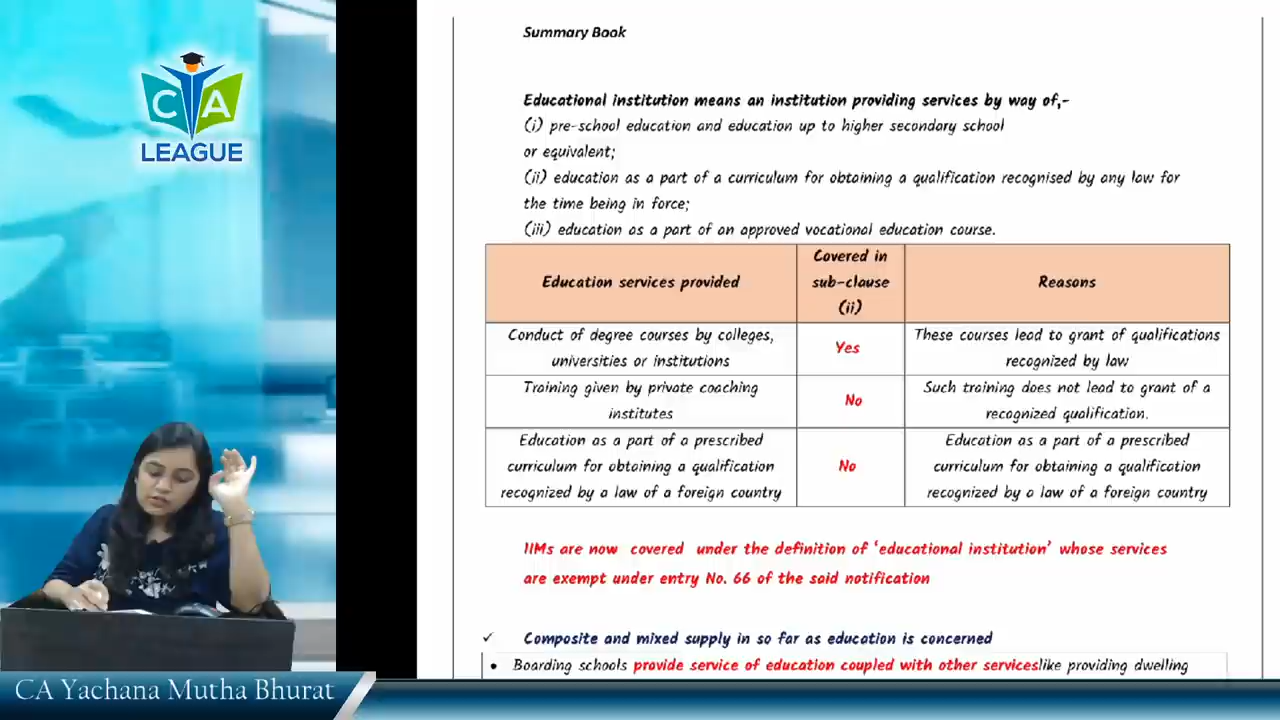 CA
LEAGUE
CA Yachana Mutha Bhurat
Summary Book
Educational institution means an institution providing services by way of,-
(i) pre-school education and education up to higher secondary school
or equivalent;
(ii) education as a part of a curriculum for obtaining a qualification recognised by any law for
the time being in force;
(iii) education as a part of an approved vocational education course.
Education services provided
Covered in
sub-clause
(ii)
Reasons
Conduct of degree courses by colleges,
universities or institutions
Yes
These courses lead to grant of qualifications
recognized by law
Training given by private coaching
institutes
No
Such training does not lead to grant of a
recognized qualification.
Education as a part of a prescribed
curriculum for obtaining a qualification
recognized by a law of a foreign country
No
Education as a part of a prescribed
curriculum for obtaining a qualification
recognized by a law of a foreign country
IIMs are now covered under the definition of ‘educational institution’ whose services
are exempt under entry No. 66 of the said notification
✓ Composite and mixed supply in so far as education is concerned
• Boarding schools provide service of education coupled with other serviceslike providing dwelling